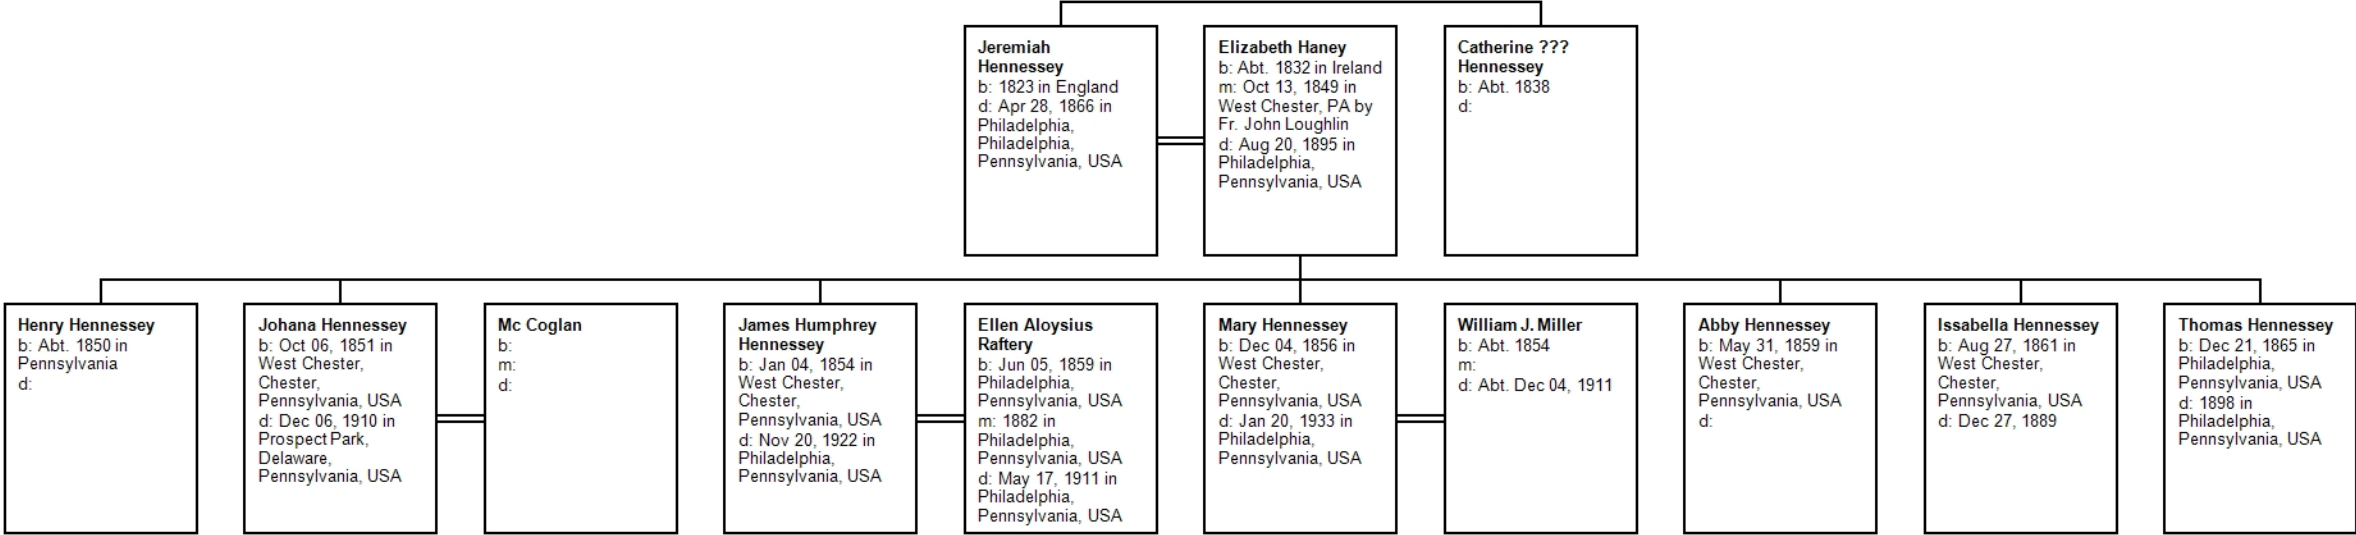 Jeremiah
Hennessey
b: 1823 in England
d: Apr 28, 1866 in
Philadelphia,
Philadelphia,
Pennsylvania, USA
Elizabeth Haney
b: Abt. 1832 in Ireland
m: Oct 13, 1849 in
West Chester, PA by
Fr. John Loughlin
d: Aug 20, 1895 in
Philadelphia,
Pennsylvania, USA
Catherine ???
Hennessey
b: Abt. 1838
d:
Henry Hennessey
b: Abt. 1850 in
Pennsylvania
d:
Johana Hennessey
b: Oct 06, 1851 in
West Chester,
Chester,
Pennsylvania, USA
d: Dec 06, 1910 in
Prospect Park,
Delaware,
Pennsylvania, USA
Mc Coglan
b:
m:
d:
James Humphrey
Hennessey
b: Jan 04, 1854 in
West Chester,
Chester,
Pennsylvania, USA
d: Nov 20, 1922 in
Philadelphia,
Pennsylvania, USA
Ellen Aloysius
Raftery
b: Jun 05, 1859 in
Philadelphia,
Pennsylvania, USA
m: 1882 in
Philadelphia,
Pennsylvania, USA
d: May 17, 1911 in
Philadelphia,
Pennsylvania, USA
Mary Hennessey
b: Dec 04, 1856 in
West Chester,
Chester,
Pennsylvania, USA
d: Jan 20, 1933 in
Philadelphia,
Pennsylvania, USA
William J. Miller
b: Abt. 1854
m:
d: Abt. Dec 04, 1911
Abby Hennessey
b: May 31, 1859 in
West Chester,
Chester,
Pennsylvania, USA
d:
Issabella Hennessey
b: Aug 27, 1861 in
West Chester,
Chester,
Pennsylvania, USA
d: Dec 27, 1889
Thomas Hennessey
b: Dec 21, 1865 in
Philadelphia,
Pennsylvania, USA
d: 1898 in
Philadelphia,
Pennsylvania, USA